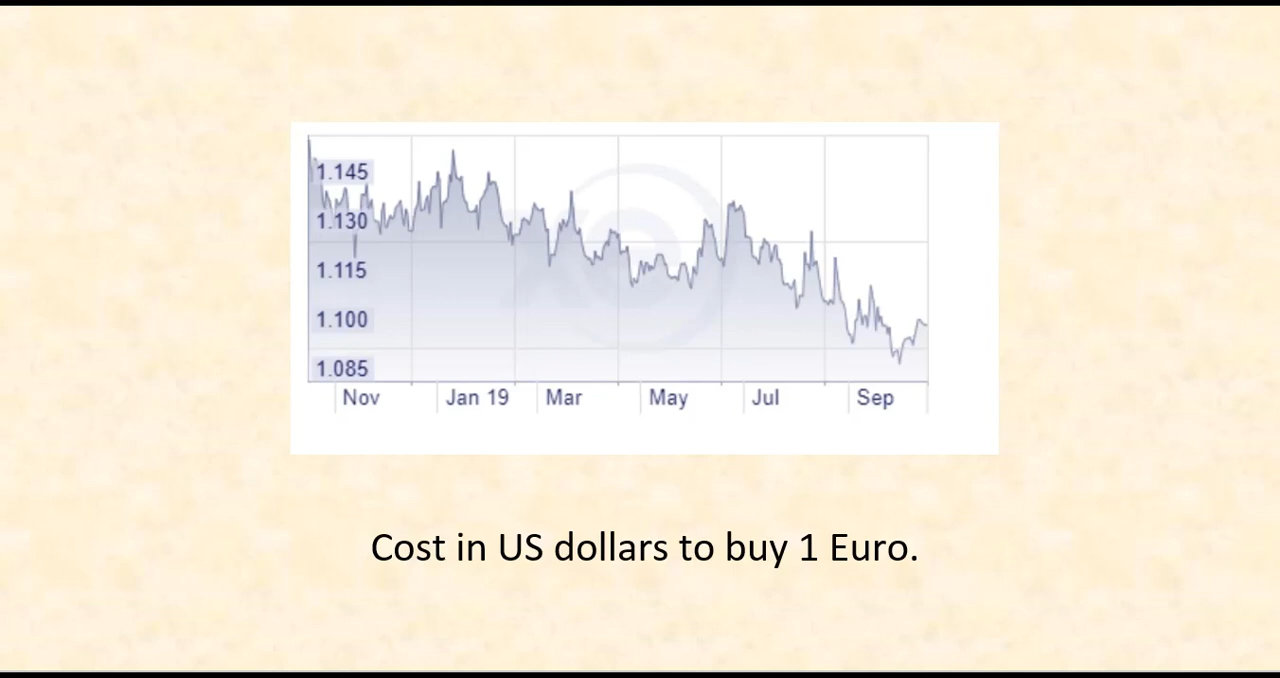 1.145
1.130
1.115
1.100
1.085
Nov Jan 19 Mar May Jul Sep
Cost in US dollars to buy 1 Euro.